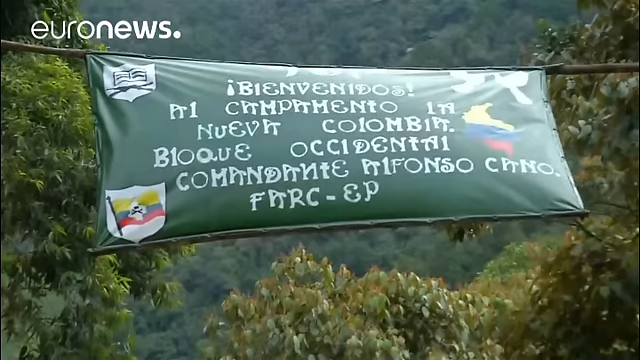 euronews.
¡BIENVENIDOS!
Al CAMPAMENTO lA
NUEVA COlOMBIA.
BlOQUE OCCIDENTAl
COMANDANTE AlFONSO CANO.
FARC-EP